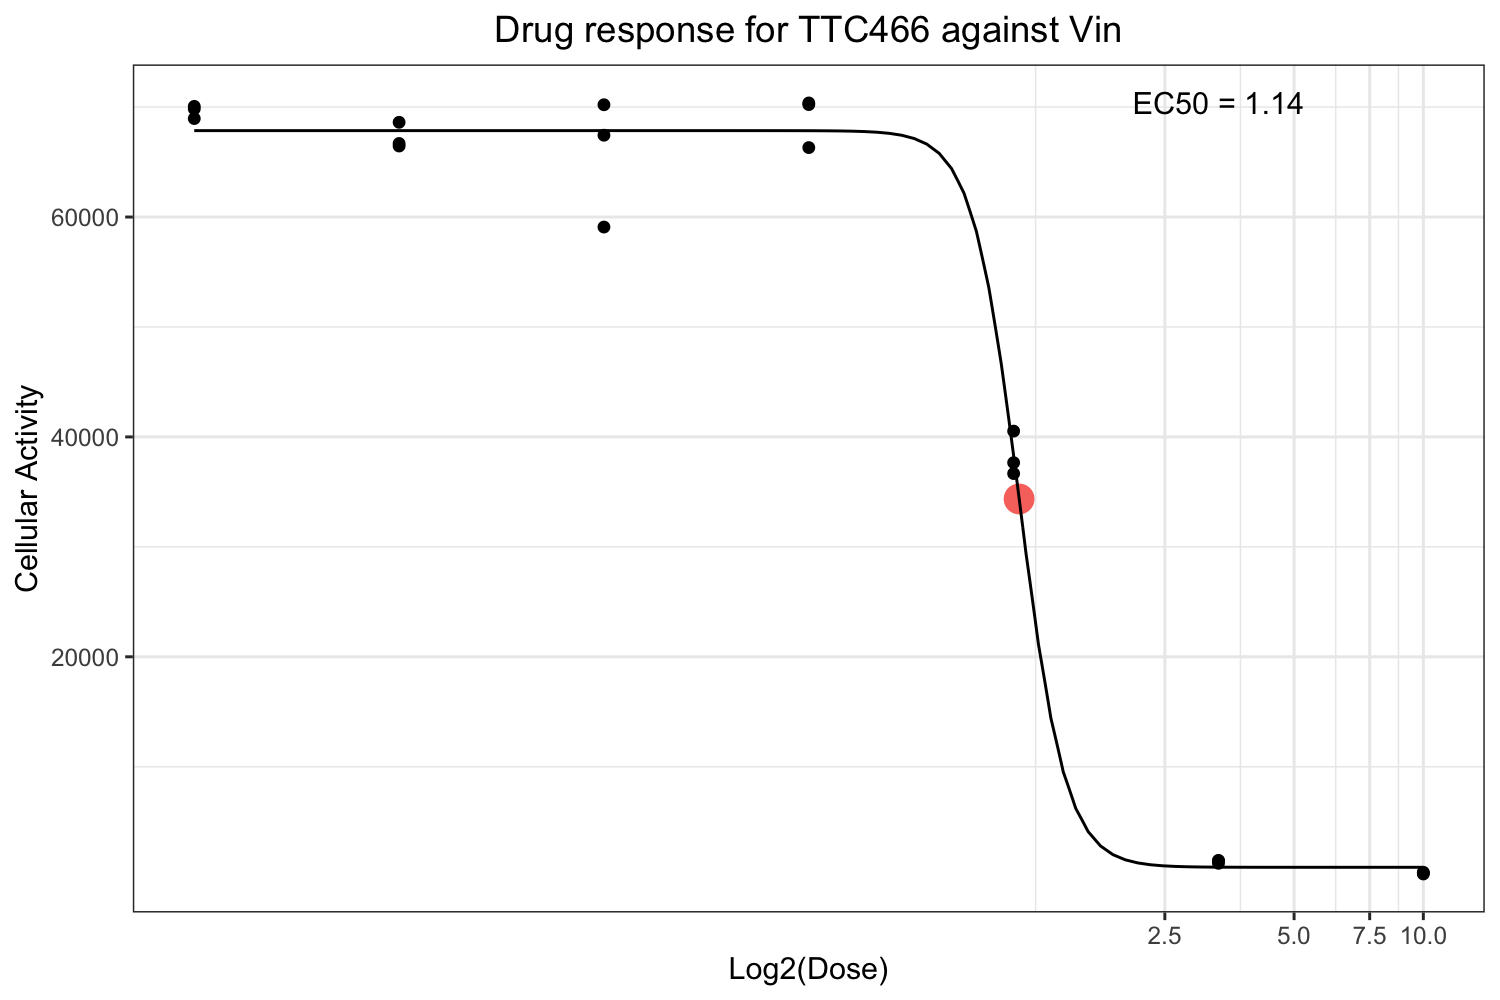 Drug response for TTC466 against Vin
EC50 = 1.14
60000
40000
20000
Cellular Activity
2.5 5.0 7.5 10.0
Log2(Dose)